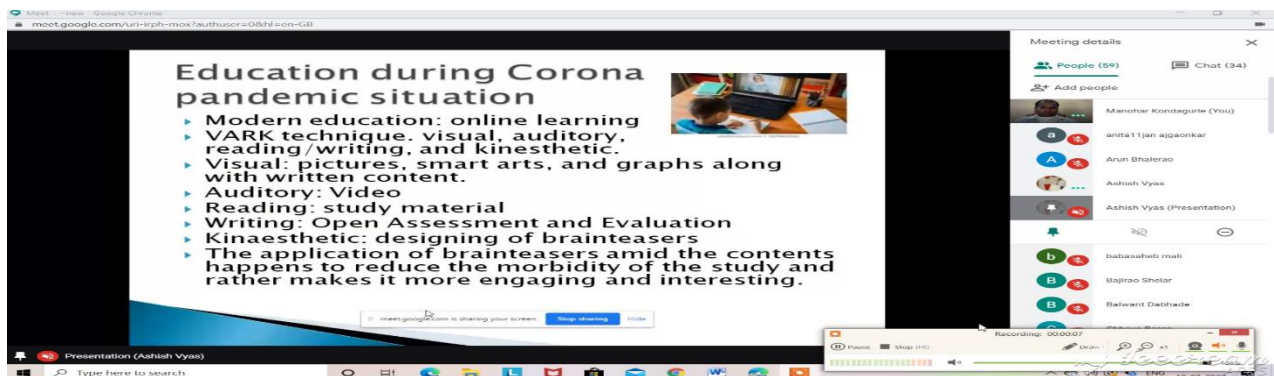 Meet - ~new - Google Chrome
meet.google.com/uri-irph-mox?authuser=0&hl=en-GB
Education during Corona
pandemic situation
Modern education: online learning
VARK technique. visual, auditory,
reading/writing, and kinesthetic.
Visual: pictures, smart arts, and graphs along
with written content.
Auditory: Video
Reading: study material
Writing: Open Assessment and Evaluation
Kinaesthetic: designing of brainteasers
The application of brainteasers amid the contents
happens to reduce the morbidity of the study and
rather makes it more engaging and interesting.
meet.google.com is sharing your screen. Stop sharing Hide
Presentation (Ashish Vyas)
Meeting details
People (59) Chat (34)
Add people
Manohar Kondagurle (You)
a anita11jan ajgaonkar
A Arun Bhalerao
Ashish Vyas
Ashish Vyas (Presentation)
b babasaheb mali
B Bajirao Shelar
B Balwant Dabhade
Recording: 00:00:07
Pause Stop (F8) Draw x1
Type here to search
ENG